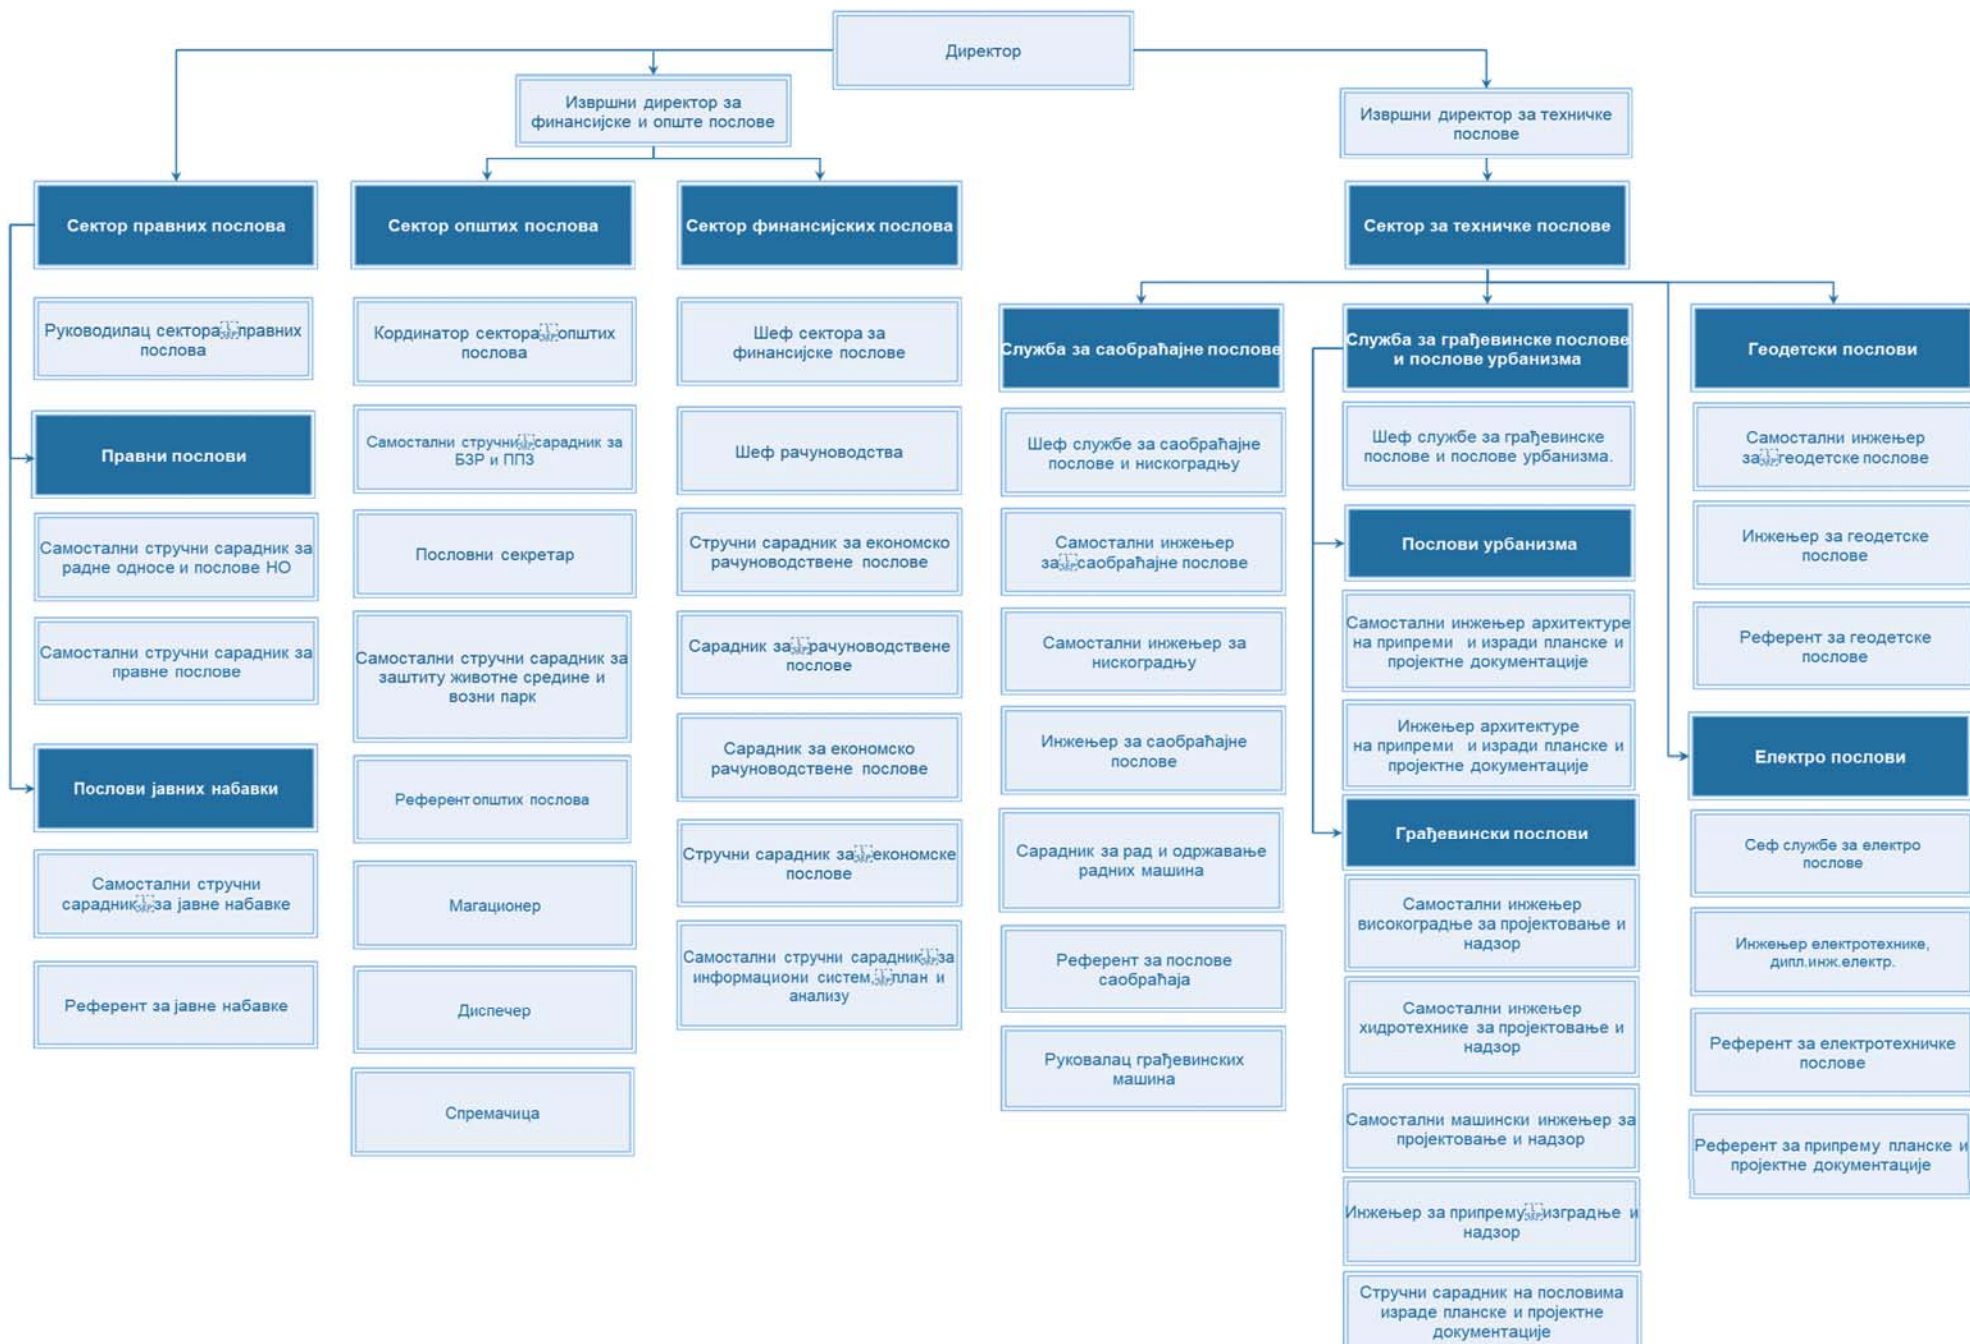 Директор
Извршни директор за
финансијске и опште послове
Извршни директор за техничке
послове
Сектор правних послова
Руководилац сектора правних
послова
Правни послови
Самостални стручни сарадник за
радне односе и послове НО
Самостални стручни сарадник за
правне послове
Послови јавних набавки
Самостални стручни
сарадник за јавне набавке
Референт за јавне набавке
Сектор општих послова
Кординатор сектора општих
послова
Самостални стручни сарадник за
БЗР и ППЗ
Пословни секретар
Самостални стручни сарадник за
заштиту животне средине и
возни парк
Референт општих послова
Магационер
Диспечер
Спремачица
Сектор финансијских послова
Шеф сектора за
финансијске послове
Шеф рачуноводства
Стручни сарадник за економско
рачуноводствене послове
Сарадник за рачуноводствене
послове
Сарадник за економско
рачуноводствене послове
Стручни сарадник за економске
послове
Самостални стручни сарадник за
информациони систем, план и
анализу
Сектор за техничке послове
Служба за саобраћајне послове
Шеф службе за саобраћајне
послове и нискоградњу
Самостални инжењер
за саобраћајне послове
Самостални инжењер за
нискоградњу
Инжењер за саобраћајне
послове
Сарадник за рад и одржавање
радних машина
Референт за послове
саобраћаја
Руковалац грађевинских
машина
Служба за грађевинске послове
и послове урбанизма
Шеф службе за грађевинске
послове и послове урбанизма.
Послови урбанизма
Самостални инжењер архитектуре
на припреми и изради планске и
пројектне документације
Инжењер архитектуре
на припреми и изради планске и
пројектне документације
Грађевински послови
Самостални инжењер
високоградње за пројектовање и
надзор
Самостални инжењер
хидротехнике за пројектовање и
надзор
Самостални машински инжењер за
пројектовање и надзор
Инжењер за припрему изградње и
надзор
Стручни сарадник на пословима
израде планске и пројектне
документације
Геодетски послови
Самостални инжењер
за геодетске послове
Инжењер за геодетске
послове
Референт за геодетске
послове
Електро послови
Сеф службе за електро
послове
Инжењер електротехнике,
дипл.инж.електр.
Референт за електротехничке
послове
Референт за припрему планске и
пројектне документације